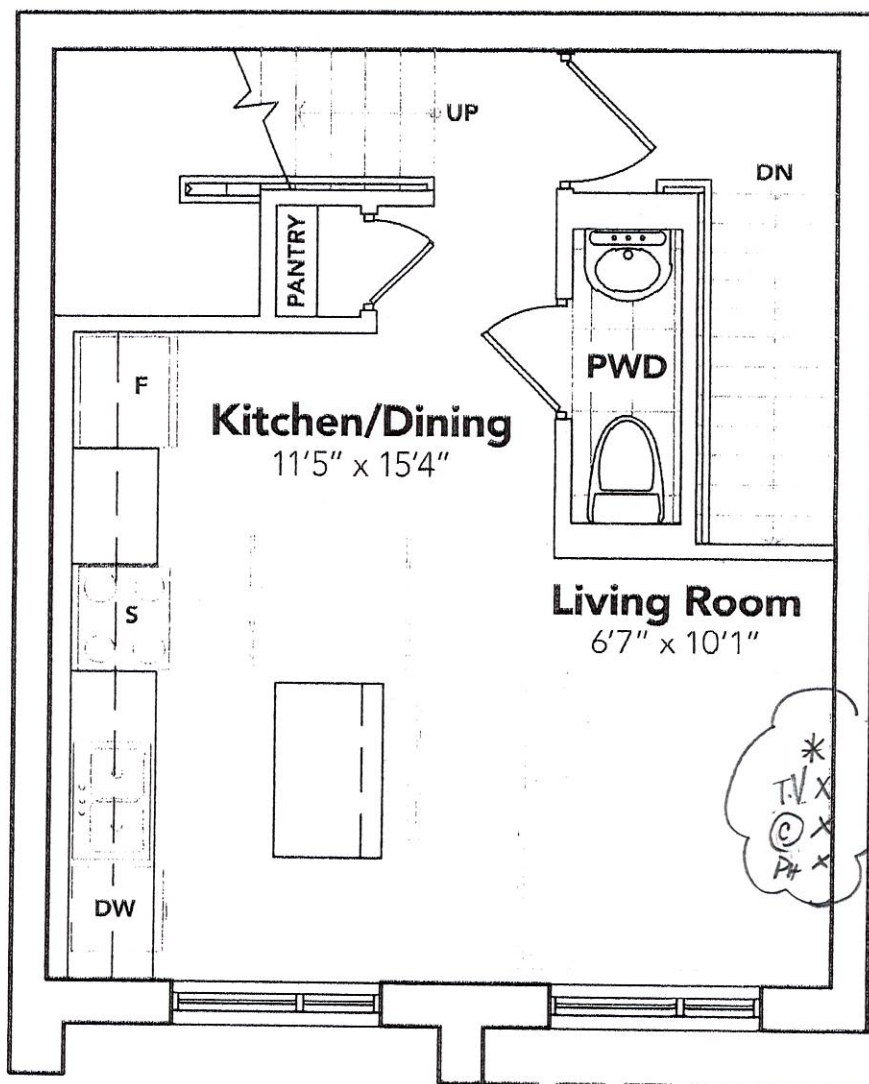 UP
DN
PANTRY
PWD
F
Kitchen/Dining
11'5" x 15'4"
S
Living Room
6'7" x 10'1"
*
T.V X
© X
PH X
DW